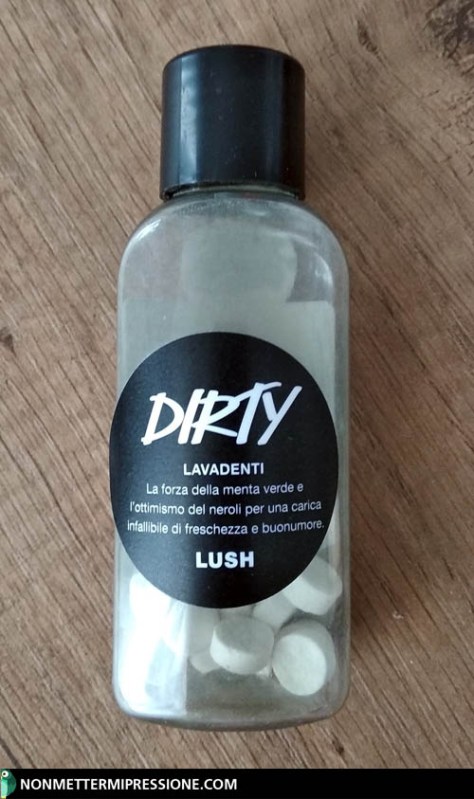 DIRTY
LAVADENTI
La forza della menta verde e
l'ottimismo del neroli per una carica
infallibile di freschezza e buonumore.
LUSH
NONMETTERMIPRESSIONE.COM